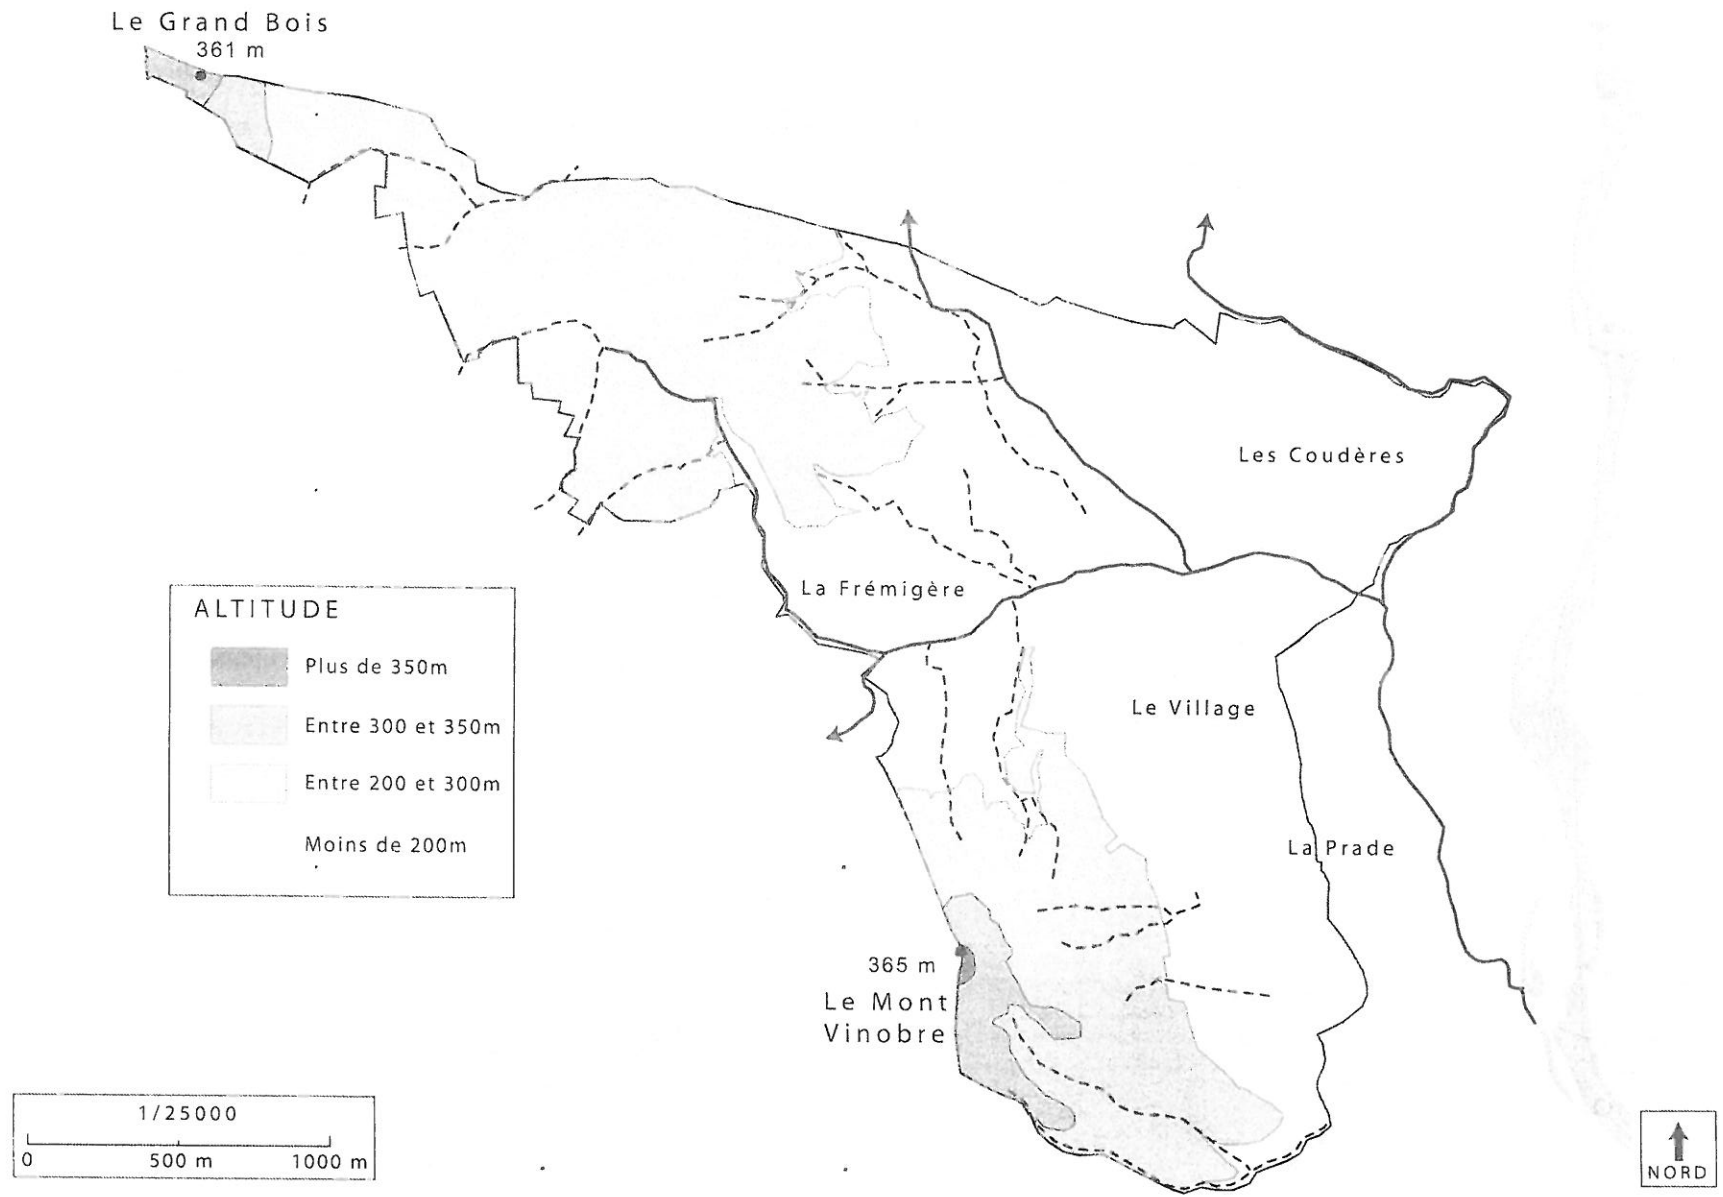 Le Grand Bois
361 m
Les Coudères
La Frémigère
ALTITUDE
Plus de 350m
Entre 300 et 350m
Entre 200 et 300m
Moins de 200m
Le Village
La Prade
365 m
Le Mont
Vinobre
1/25000
0 500 m 1000 m
NORD